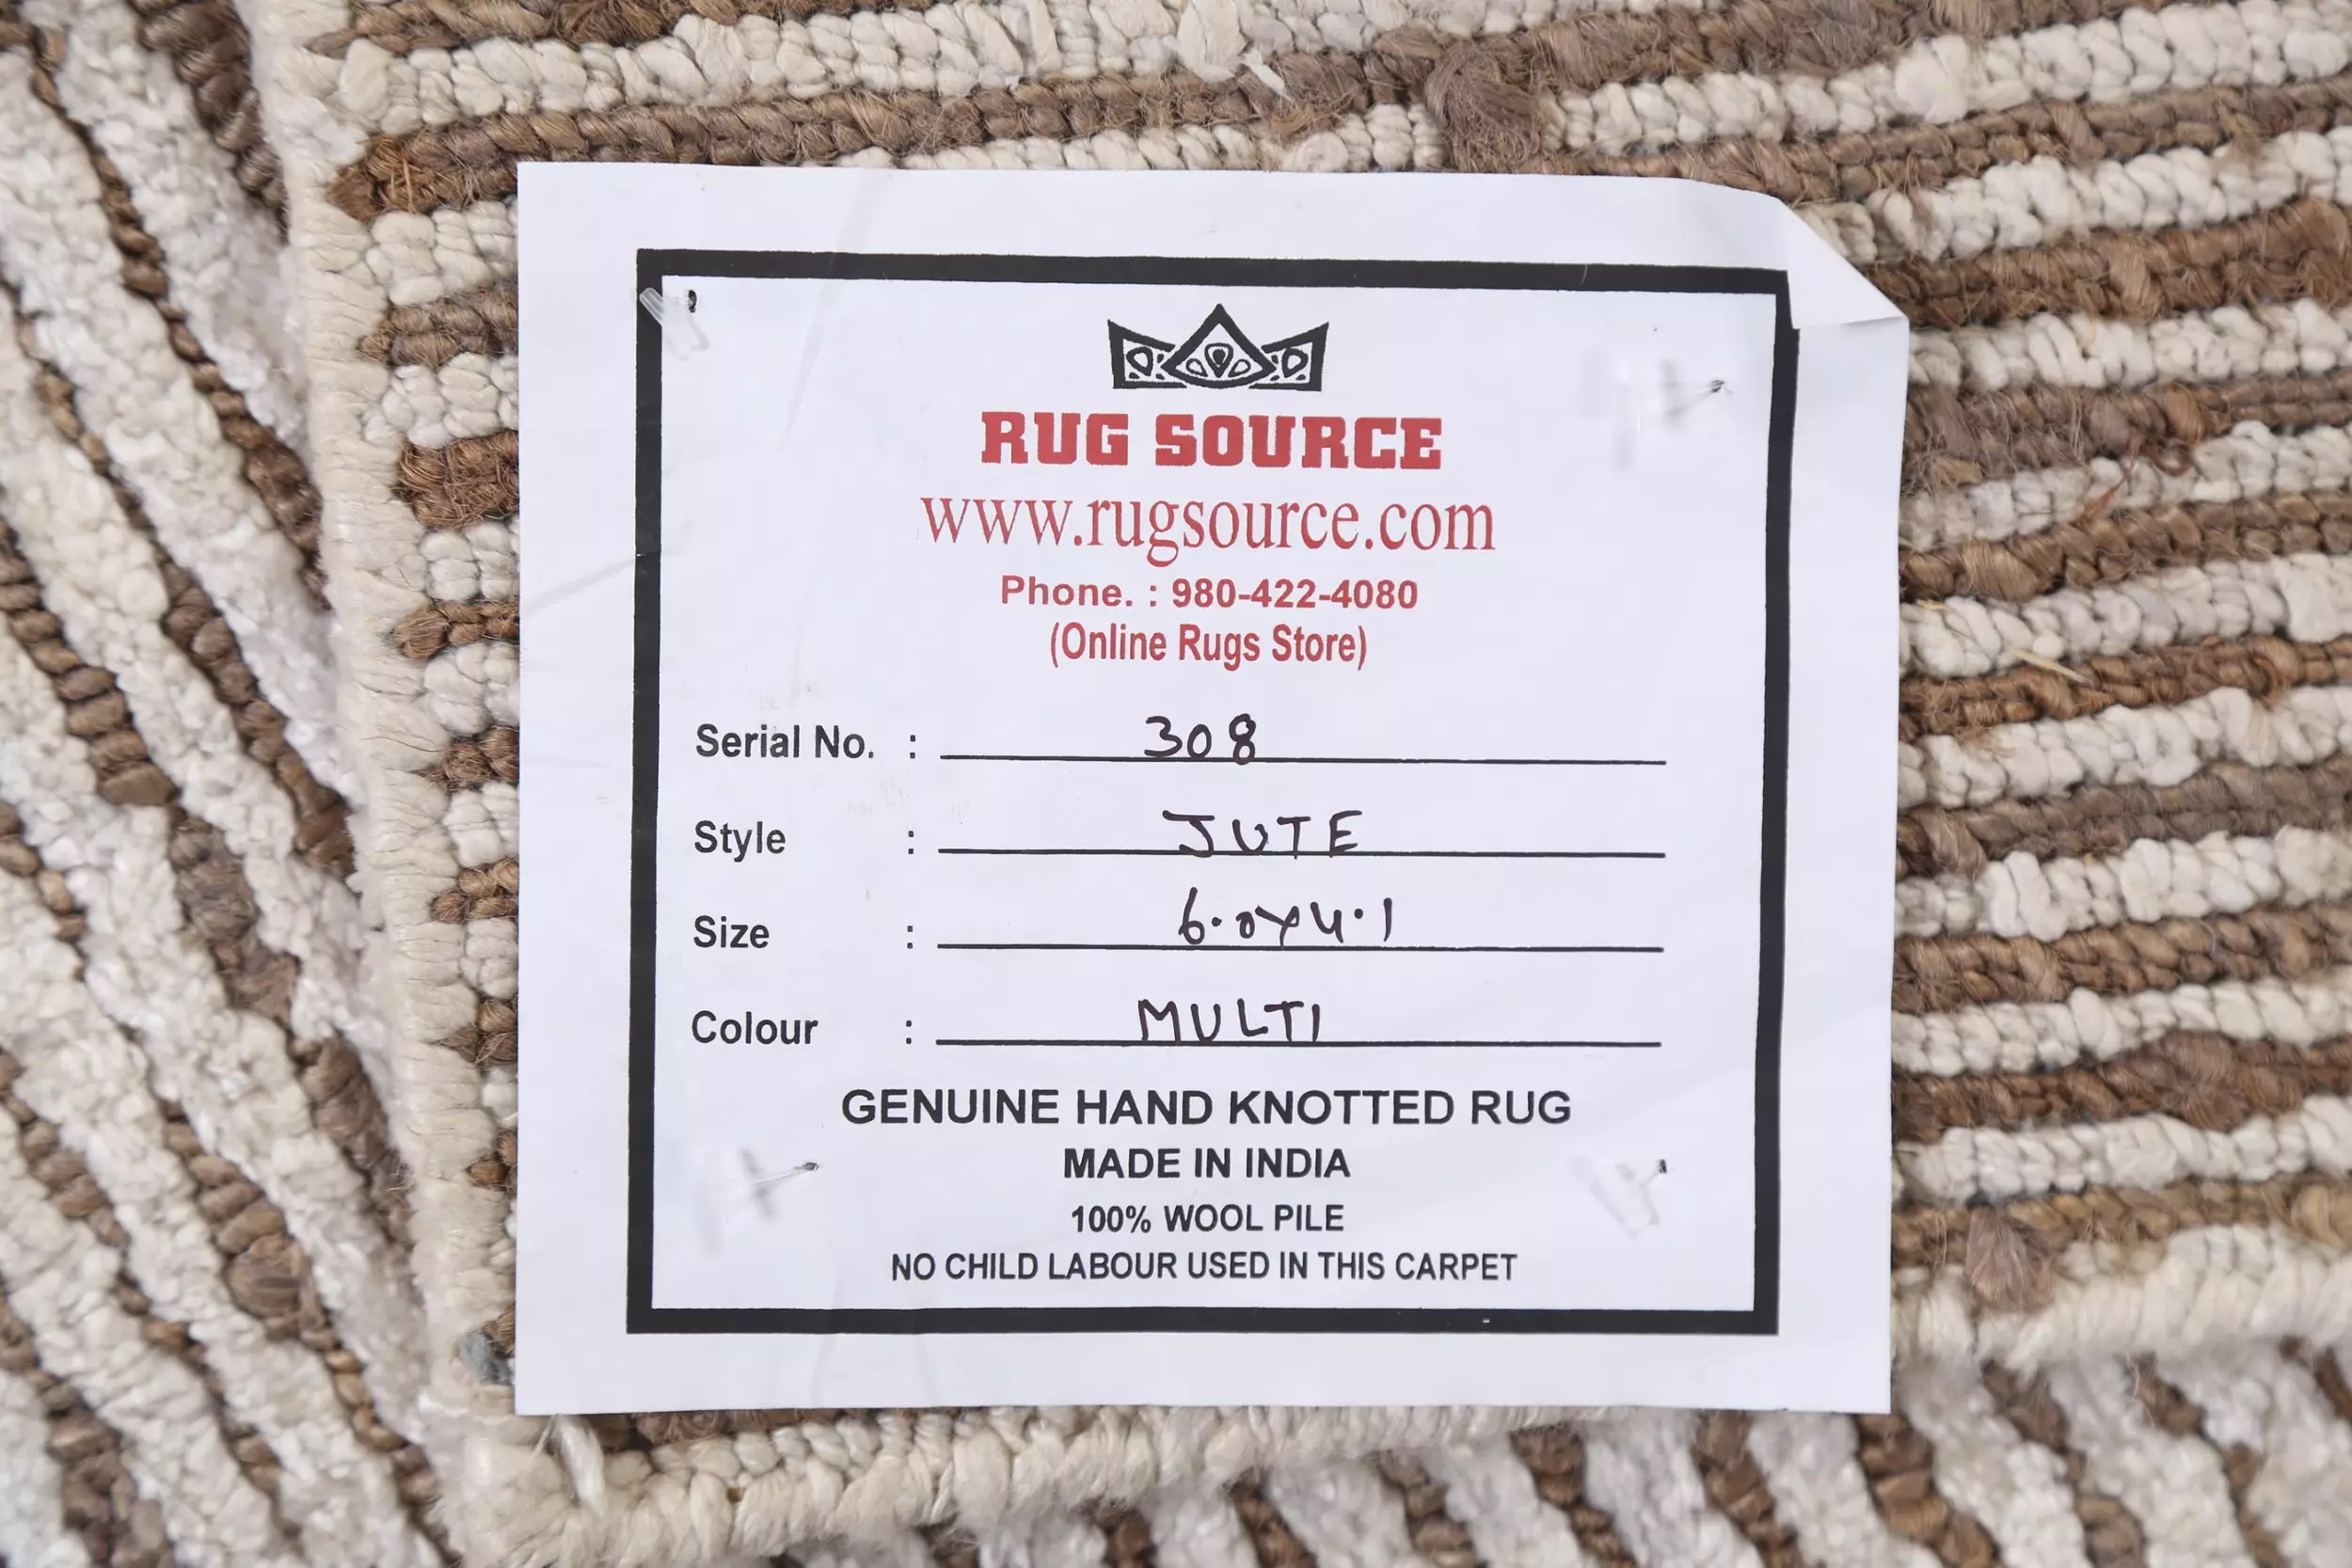 RUG SOURCE
www.rugsource.com
Phone. : 980-422-4080
(Online Rugs Store)
Serial No. : 308
Style : JUTE
Size : 6.0x4.1
Colour : MULTI
GENUINE HAND KNOTTED RUG
MADE IN INDIA
100% WOOL PILE
NO CHILD LABOUR USED IN THIS CARPET